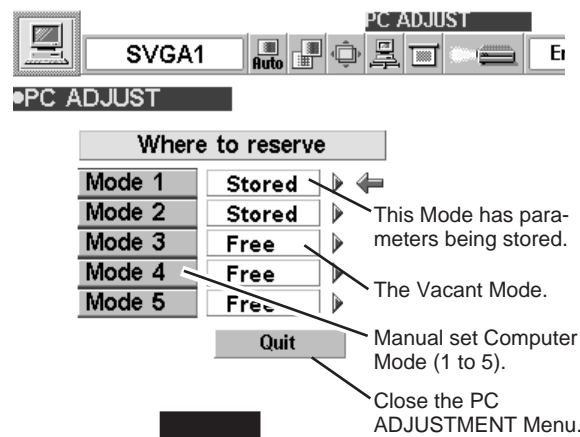 PC ADJUST
SVGA1
Auto
●PC ADJUST
Where to reserve
Mode 1 Stored
Mode 2 Stored
Mode 3 Free
Mode 4 Free
Mode 5 Free
Quit
This Mode has para-
meters being stored.
The Vacant Mode.
Manual set Computer
Mode (1 to 5).
Close the PC
ADJUSTMENT Menu.